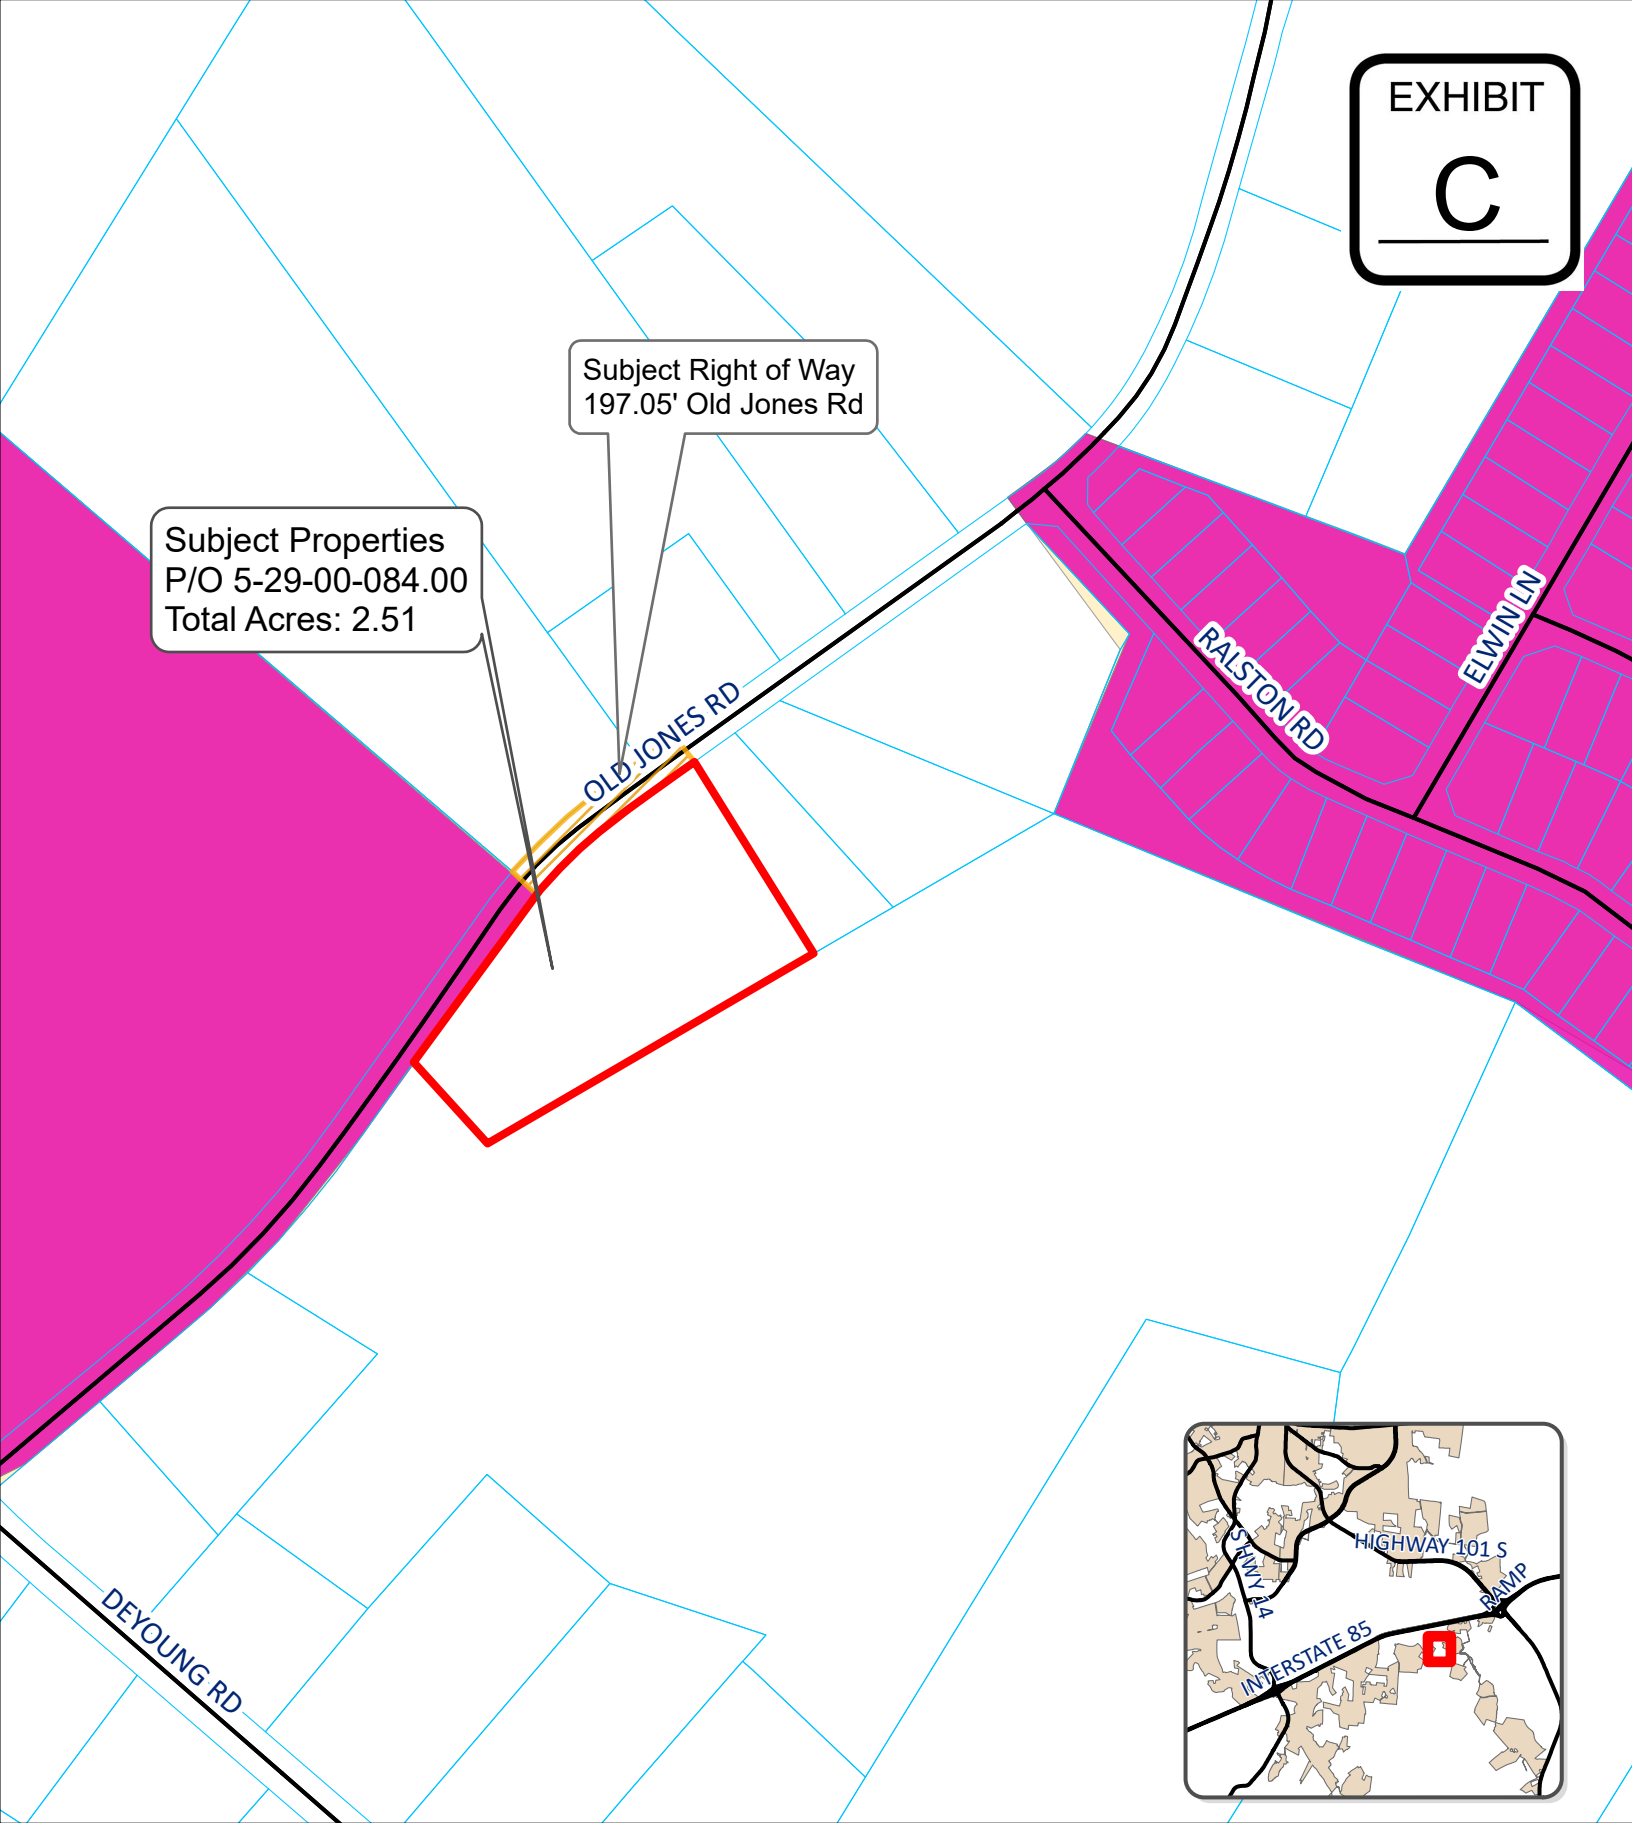 EXHIBIT
C
Subject Right of Way
197.05' Old Jones Rd
Subject Properties
P/O 5-29-00-084.00
Total Acres: 2.51
OLD JONES RD
RALSTON RD
ELWIN LN
DEYOUNG RD
S HWY 14
HIGHWAY 101 S
RAMP
INTERSTATE 85